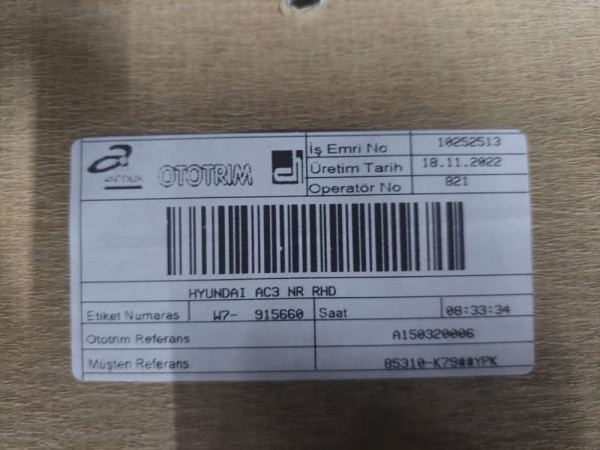 İş Emri No 10252513
ANTOLIN OTOTRIM
Üretim Tarih 18.11.2022
Operatör No 821
HYUNDAI AC3 NR RHD
Etiket Numaras W7- 915660 Saat 08:33:34
Ototrim Referans A150320006
Müşteri Referans 85310-K79##YPK